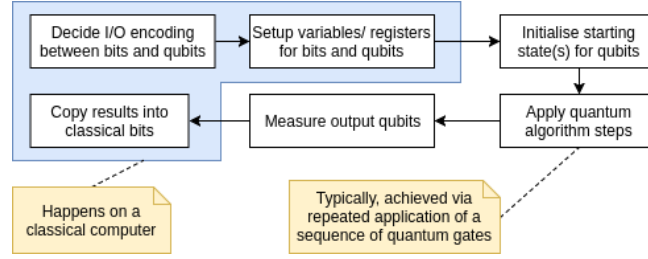 Decide I/O encoding
between bits and qubits
Setup variables/ registers
for bits and qubits
Initialise starting
state(s) for qubits
Copy results into
classical bits
Measure output qubits
Apply quantum
algorithm steps
Happens on a
classical computer
Typically, achieved via
repeated application of a
sequence of quantum gates